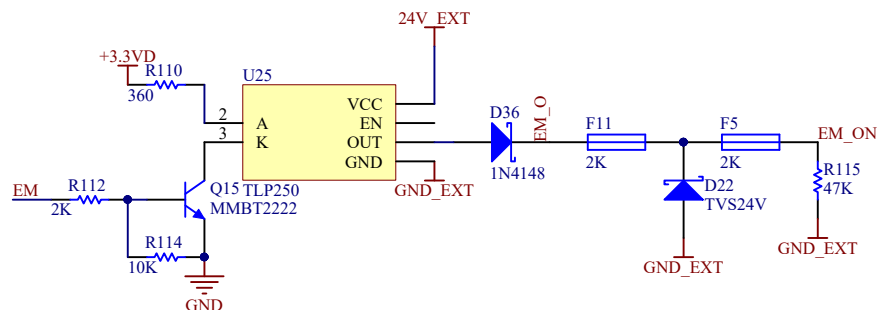 24V_EXT
+3.3VD
R110
360
U25
2
3
A
K
VCC
EN
OUT
GND
TLP250
GND_EXT
D36
1N4148
EM_O
F11
2K
F5
2K
EM_ON
R115
47K
D22
TVS24V
GND_EXT
GND_EXT
EM
R112
2K
Q15
MMBT2222
R114
10K
GND